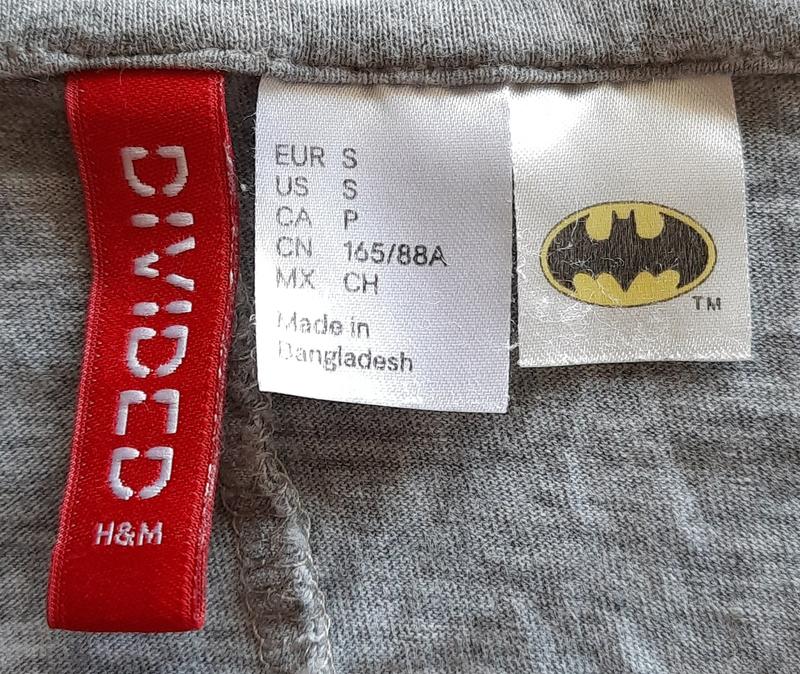 DIVIDED
H&M
EUR S
US S
CA P
CN 165/88A
MX CH
Made in
Bangladesh
TM